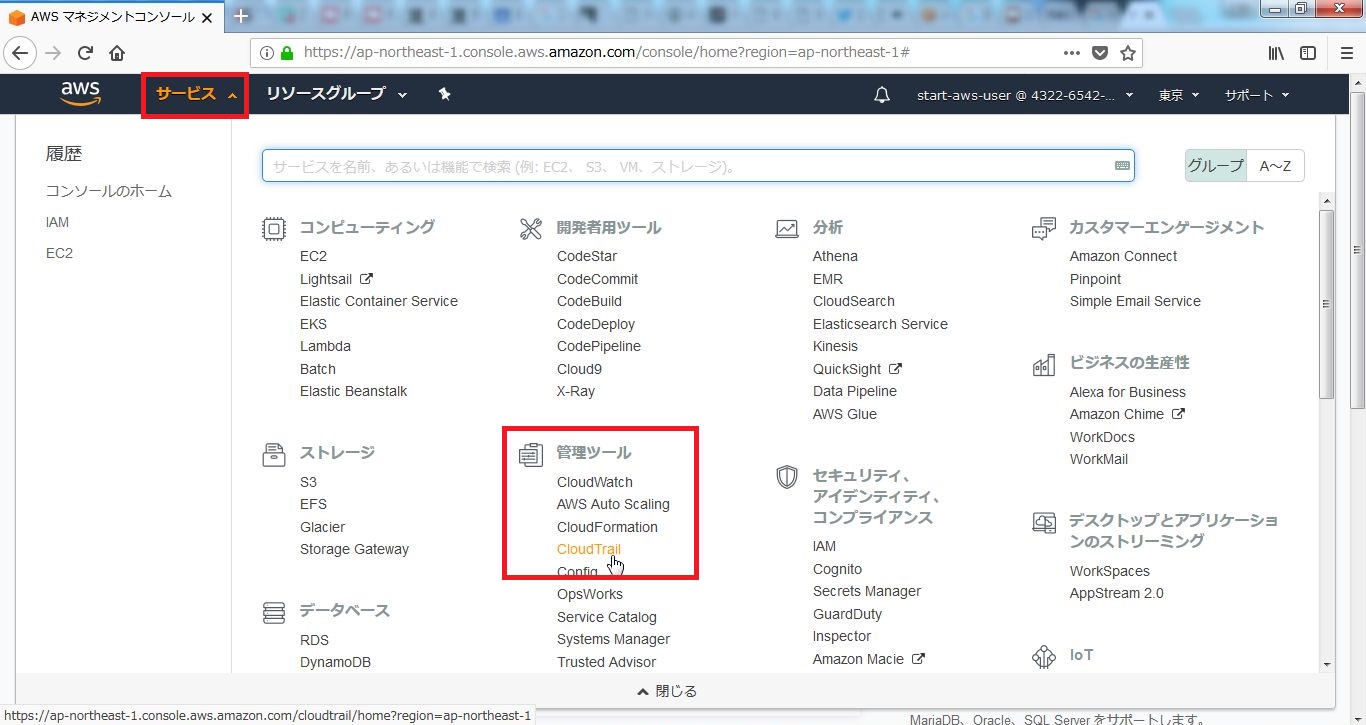 AWS マネジメントコンソール
https://ap-northeast-1.console.aws.amazon.com/console/home?region=ap-northeast-1#
aws
サービス
リソースグループ
start-aws-user @ 4322-6542-...
東京
サポート
履歴
コンソールのホーム
IAM
EC2
サービスを名前、あるいは機能で検索 (例: EC2、 S3、 VM、ストレージ)。
グループ
A～Z
コンピューティング
EC2
Lightsail
Elastic Container Service
EKS
Lambda
Batch
Elastic Beanstalk
ストレージ
S3
EFS
Glacier
Storage Gateway
データベース
RDS
DynamoDB
開発者用ツール
CodeStar
CodeCommit
CodeBuild
CodeDeploy
CodePipeline
Cloud9
X-Ray
管理ツール
CloudWatch
AWS Auto Scaling
CloudFormation
CloudTrail
Config
OpsWorks
Service Catalog
Systems Manager
Trusted Advisor
分析
Athena
EMR
CloudSearch
Elasticsearch Service
Kinesis
QuickSight
Data Pipeline
AWS Glue
セキュリティ、
アイデンティティ、
コンプライアンス
IAM
Cognito
Secrets Manager
GuardDuty
Inspector
Amazon Macie
カスタマーエンゲージメント
Amazon Connect
Pinpoint
Simple Email Service
ビジネスの生産性
Alexa for Business
Amazon Chime
WorkDocs
WorkMail
デスクトップとアプリケーショ
ンのストリーミング
WorkSpaces
AppStream 2.0
IoT
閉じる
https://ap-northeast-1.console.aws.amazon.com/cloudtrail/home?region=ap-northeast-1
MariaDB、Oracle、SQL Server をサポートします。